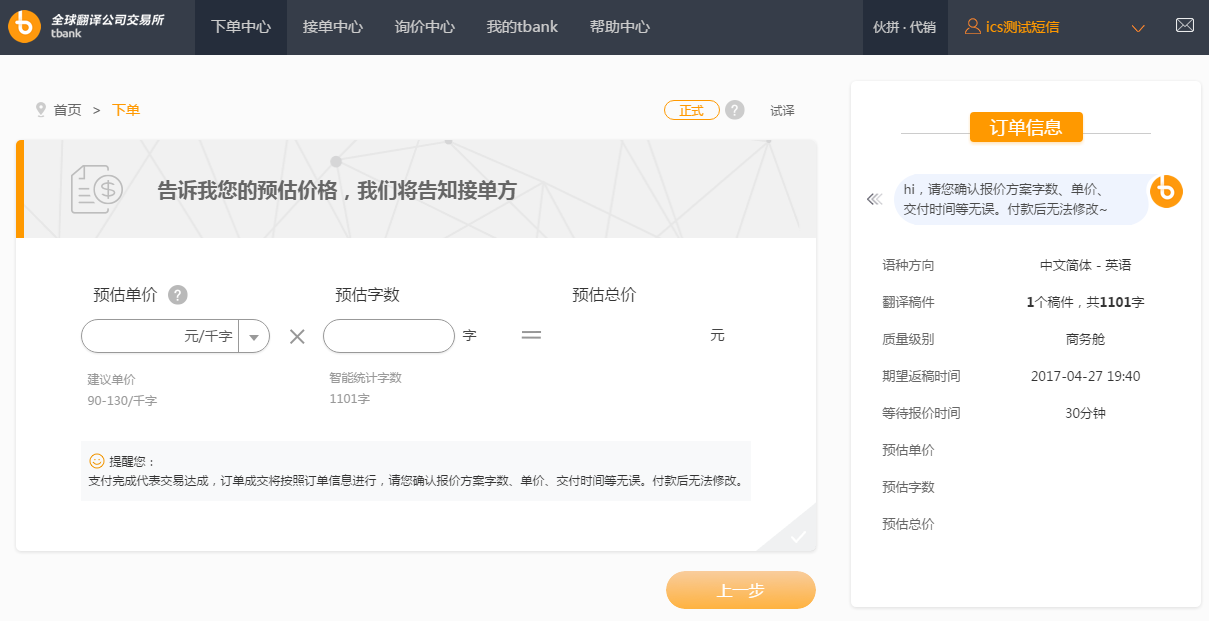 全球翻译公司交易所
tbank
下单中心 接单中心 询价中心 我的tbank 帮助中心
伙拼 · 代销
ics测试短信
首页 > 下单
正式 ? 试译
告诉我您的预估价格，我们将告知接单方
预估单价 ? 预估字数 预估总价
元/千字 × 字 = 元
建议单价
90-130/千字
智能统计字数
1101字
提醒您：
支付完成代表交易达成，订单成交将按照订单信息进行，请您确认报价方案字数、单价、交付时间等无误。付款后无法修改。
上一步
订单信息
hi，请您确认报价方案字数、单价、
交付时间等无误。付款后无法修改~
语种方向 中文简体 - 英语
翻译稿件 1个稿件，共1101字
质量级别 商务舱
期望返稿时间 2017-04-27 19:40
等待报价时间 30分钟
预估单价
预估字数
预估总价